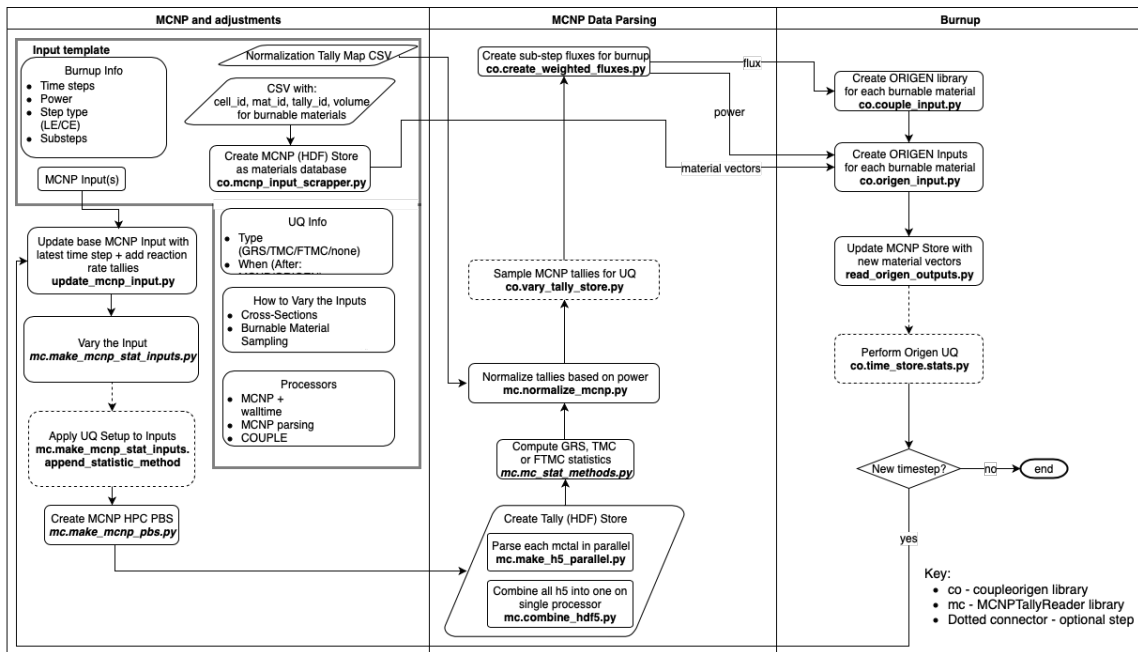 MCNP and adjustments
MCNP Data Parsing
Burnup
Input template
Burnup Info
Time steps
Power
Step type
(LE/CE)
Substeps
MCNP Input(s)
Normalization Tally Map CSV
CSV with:
cell_id, mat_id, tally_id, volume
for burnable materials
Create MCNP (HDF) Store
as materials database
co.mcnp_input_scrapper.py
UQ Info
Type
(GRS/TMC/FTMC/none)
When (After:
How to Vary the Inputs
Cross-Sections
Burnable Material
Sampling
Processors
MCNP +
walltime
MCNP parsing
COUPLE
Update base MCNP Input with
latest time step + add reaction
rate tallies
update_mcnp_input.py
Vary the Input
mc.make_mcnp_stat_inputs.py
Apply UQ Setup to Inputs
mc.make_mcnp_stat_inputs.
append_statistic_method
Create MCNP HPC PBS
mc.make_mcnp_pbs.py
Create sub-step fluxes for burnup
co.create_weighted_fluxes.py
Sample MCNP tallies for UQ
co.vary_tally_store.py
Normalize tallies based on power
mc.normalize_mcnp.py
Compute GRS, TMC
or FTMC statistics
mc.mc_stat_methods.py
Create Tally (HDF) Store
Parse each mctal in parallel
mc.make_h5_parallel.py
Combine all h5 into one on
single processor
mc.combine_hdf5.py
flux
power
material vectors
Create ORIGEN library
for each burnable material
co.couple_input.py
Create ORIGEN Inputs
for each burnable material
co.origen_input.py
Update MCNP Store with
new material vectors
read_origen_outputs.py
Perform Origen UQ
co.time_store.stats.py
New timestep?
no
end
yes
Key:
co - coupleorigen library
mc - MCNPTallyReader library
Dotted connector - optional step